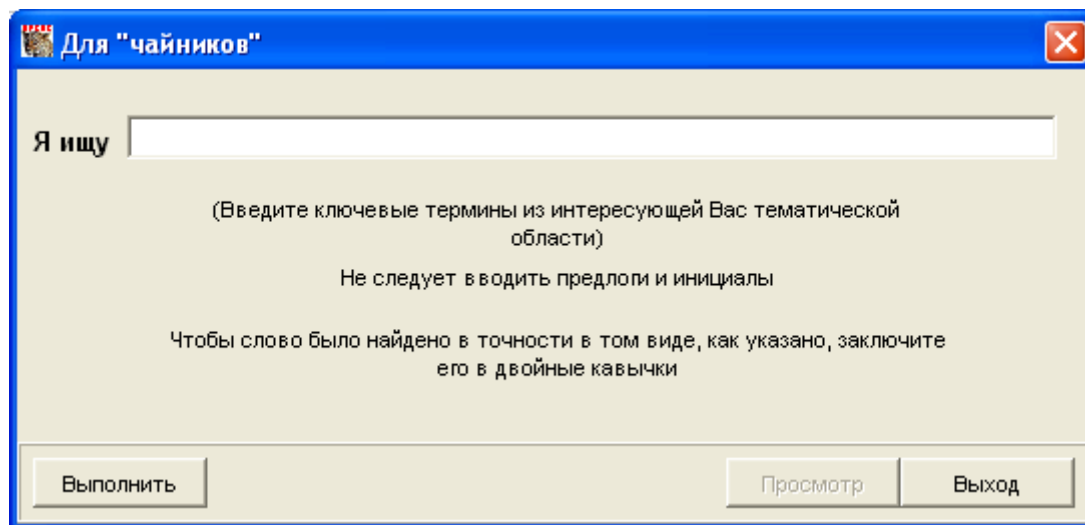 Для "чайников"
Я ищу
(Введите ключевые термины из интересующей Вас тематической
области)
Не следует вводить предлоги и инициалы
Чтобы слово было найдено в точности в том виде, как указано, заключите
его в двойные кавычки
Выполнить Просмотр Выход